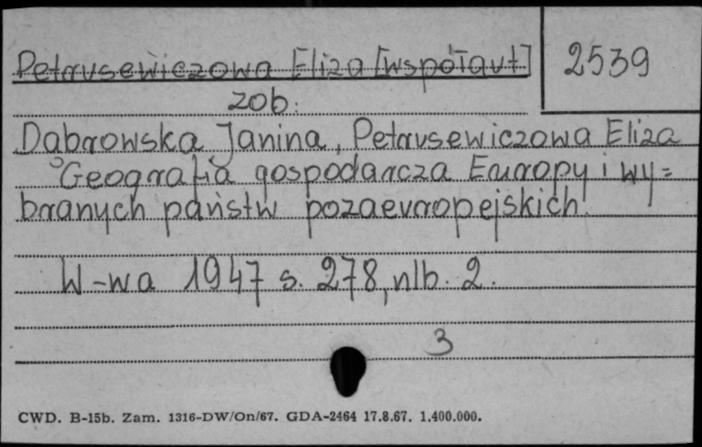 Petrusewiczowa Eliza [współaut]
2539
zob:
Dąbrowska Janina, Petrusewiczowa Eliza
Geografia gospodarcza Europy i wy=
branych państw pozaeuropejskich.
W-wa 1947 s. 278, nlb. 2.
3
CWD. B-15b. Zam. 1316-DW/On/67. GDA-2464 17.8.67. 1.400.000.